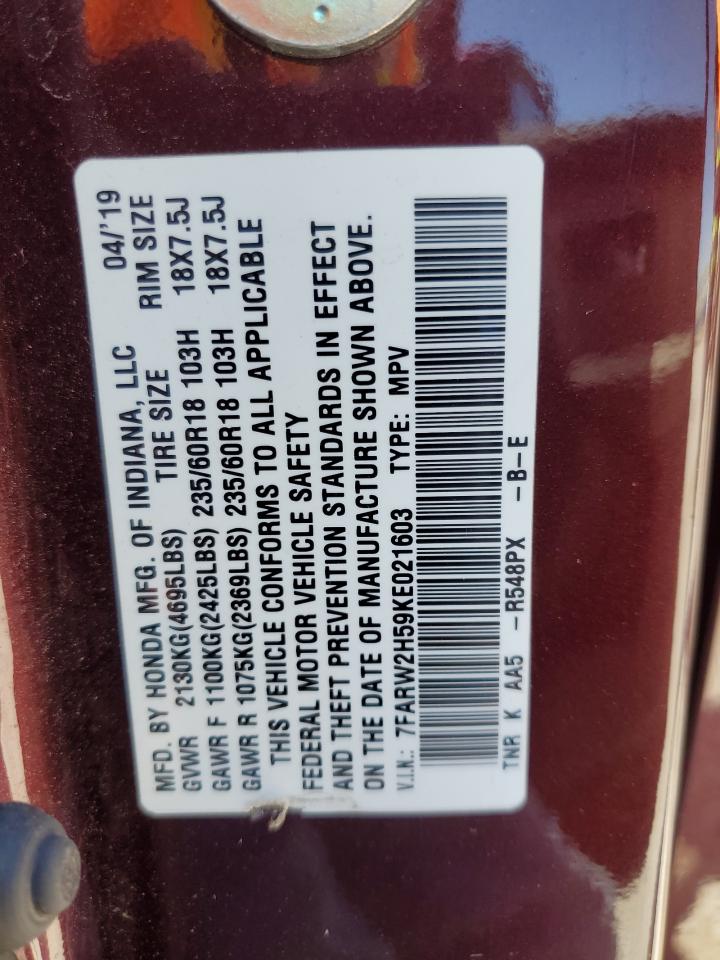 MFD. BY HONDA MFG. OF INDIANA, LLC 04/'19
GVWR 2130KG(4695LBS) TIRE SIZE RIM SIZE
GAWR F 1100KG(2425LBS) 235/60R18 103H 18X7.5J
GAWR R 1075KG(2369LBS) 235/60R18 103H 18X7.5J
THIS VEHICLE CONFORMS TO ALL APPLICABLE
FEDERAL MOTOR VEHICLE SAFETY
AND THEFT PREVENTION STANDARDS IN EFFECT
ON THE DATE OF MANUFACTURE SHOWN ABOVE.
V.I.N.: 7FARW2H59KE021603 TYPE: MPV
TNR K AA5 -R548PX -B-E